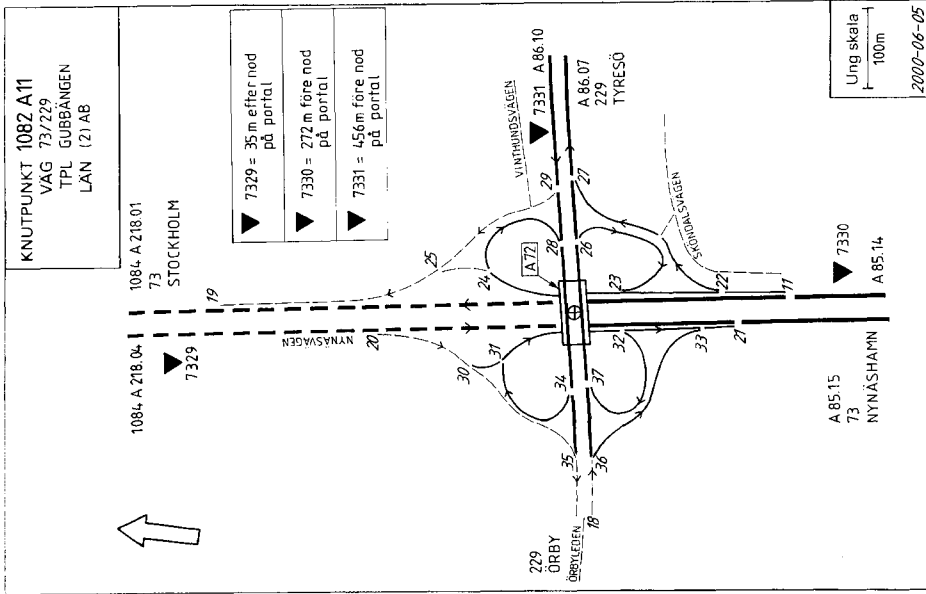 KNUTPUNKT 1082 A11
VÄG 73/229
TPL GUBBÄNGEN
LÄN (2) AB
7329 = 35 m efter nod
på portal
7330 = 272 m före nod
på portal
7331 = 456 m före nod
på portal
1084 A 218.04
7329
1084 A 218.01
73
STOCKHOLM
19
20
NYNÄSVÄGEN
25
24
30
31
VINTHUNDSVÄGEN
7331
A 86.10
A 86.07
229
TYRESÖ
29
27
28
26
A72
34
37
35
36
18
229
ÖRBY
ÖRBYLEDEN
23
22
11
SKÖNDALSVÄGEN
32
33
21
7330
A 85.14
A 85.15
73
NYNÄSHAMN
Ung skala
100m
2000-06-05